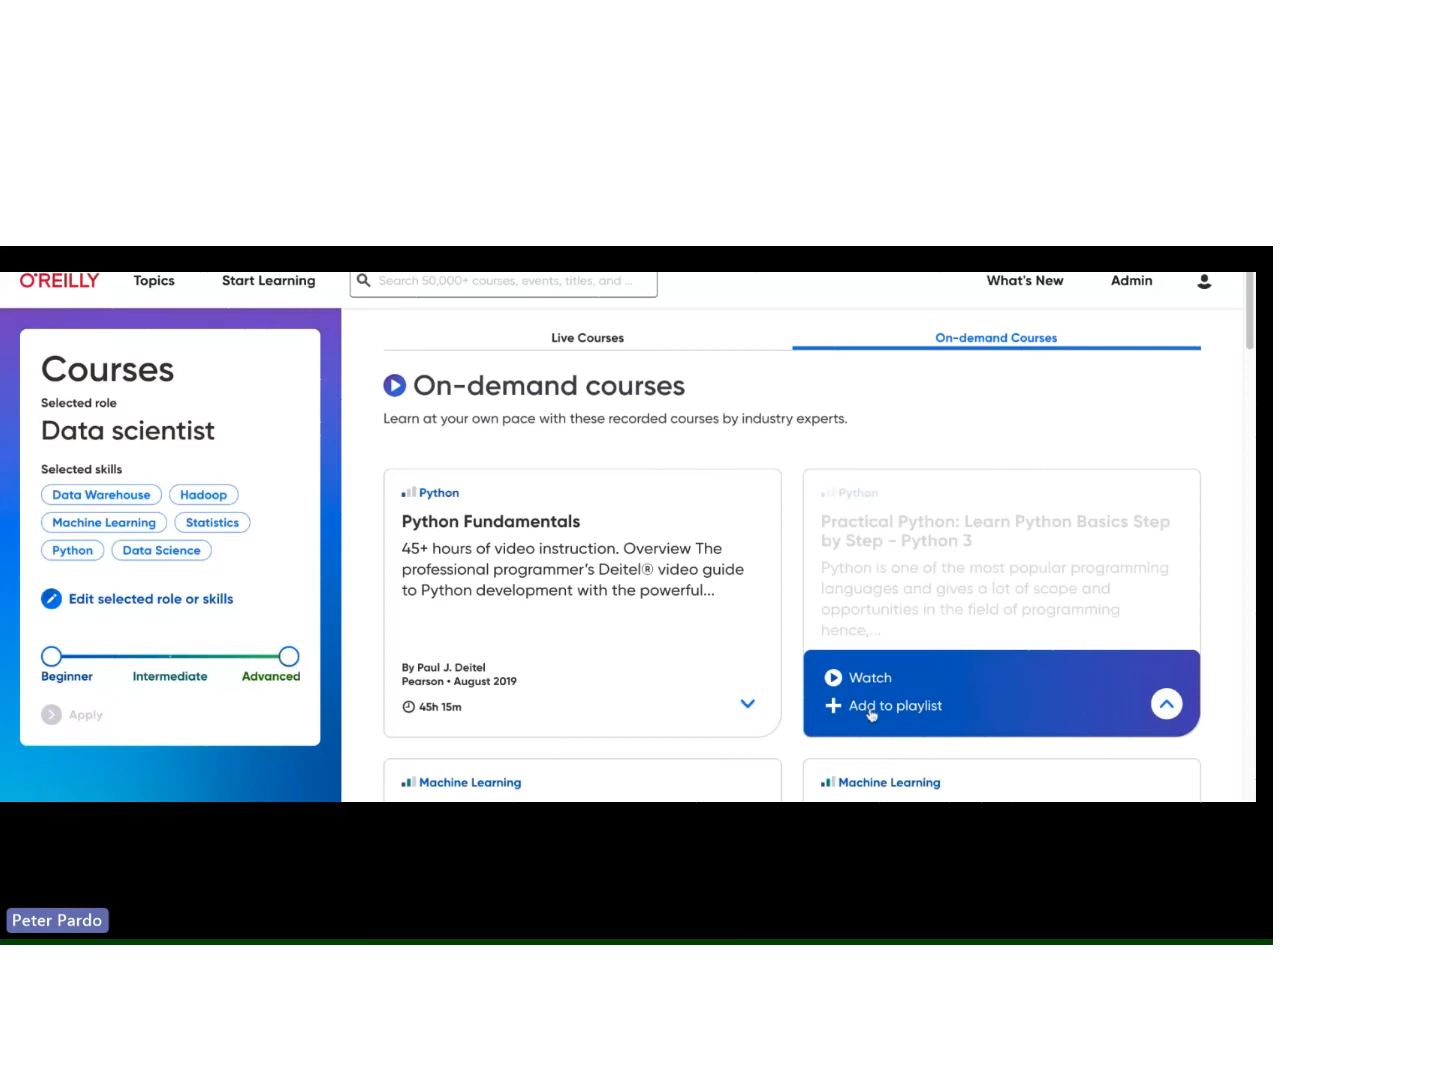 O'REILLY
Topics
Start Learning
Search 50,000+ courses, events, titles, and ...
What's New
Admin
Courses
Selected role
Data scientist
Selected skills
Data Warehouse
Hadoop
Machine Learning
Statistics
Python
Data Science
Edit selected role or skills
Beginner
Intermediate
Advanced
Apply
Live Courses
On-demand Courses
On-demand courses
Learn at your own pace with these recorded courses by industry experts.
Python
Python Fundamentals
45+ hours of video instruction. Overview The
professional programmer's Deitel® video guide
to Python development with the powerful...
By Paul J. Deitel
Pearson • August 2019
45h 15m
Python
Practical Python: Learn Python Basics Step
by Step - Python 3
Python is one of the most popular programming
languages and gives a lot of scope and
opportunities in the field of programming
hence,...
Watch
Add to playlist
Machine Learning
Machine Learning
Peter Pardo